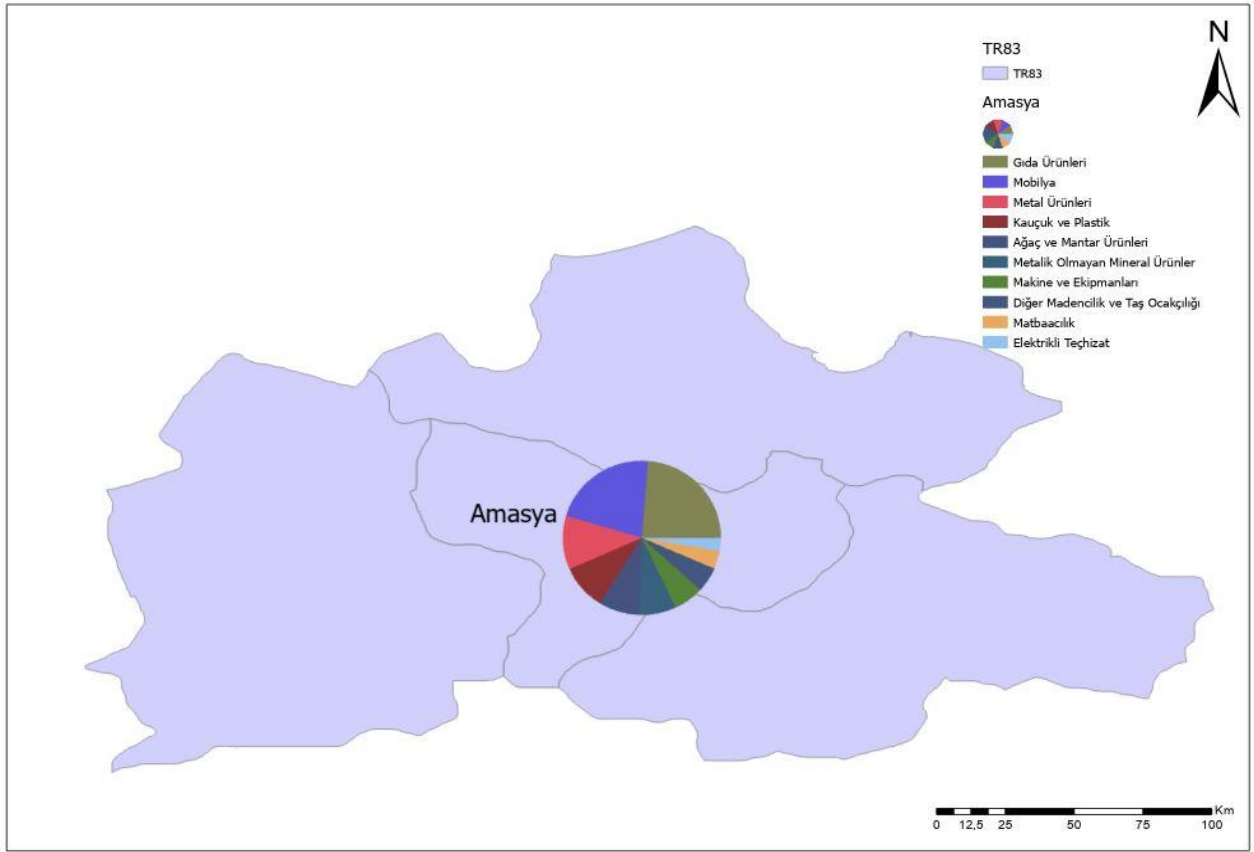 N
TR83
TR83
Amasya
Gıda Ürünleri
Mobilya
Metal Ürünleri
Kauçuk ve Plastik
Ağaç ve Mantar Ürünleri
Metalik Olmayan Mineral Ürünler
Makine ve Ekipmanları
Diğer Madencilik ve Taş Ocakçılığı
Matbaacılık
Elektrikli Teçhizat
Amasya
Km
0 12,5 25 50 75 100